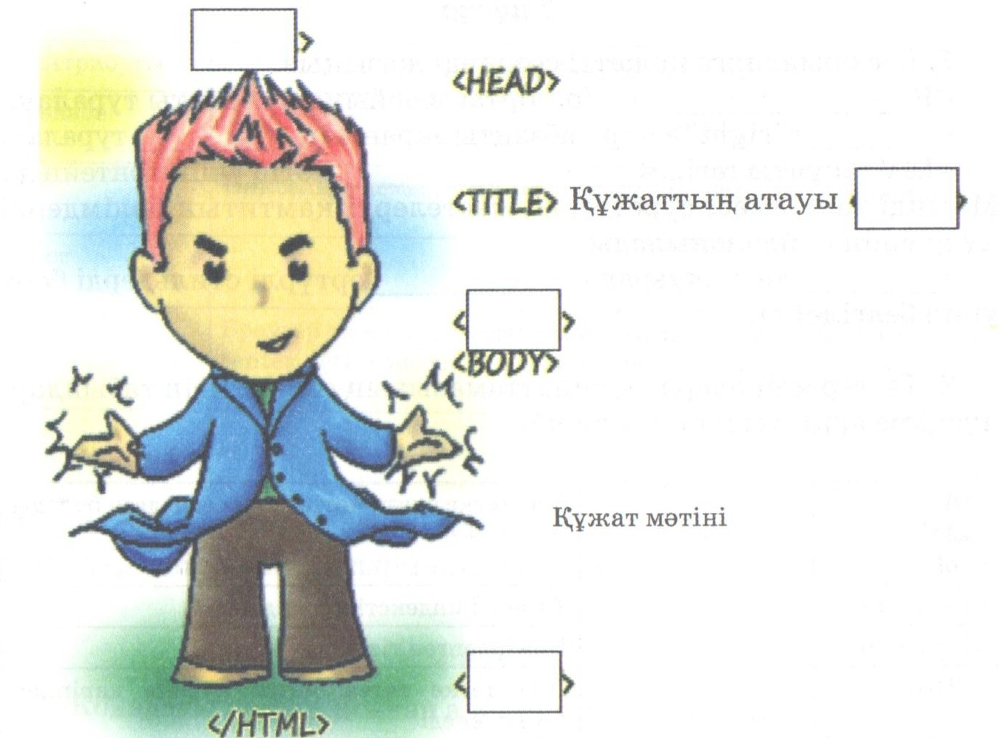 >
<HEAD>
<TITLE> Құжаттың атауы < >
< >
<BODY>
Құжат мәтіні
< >
</HTML>